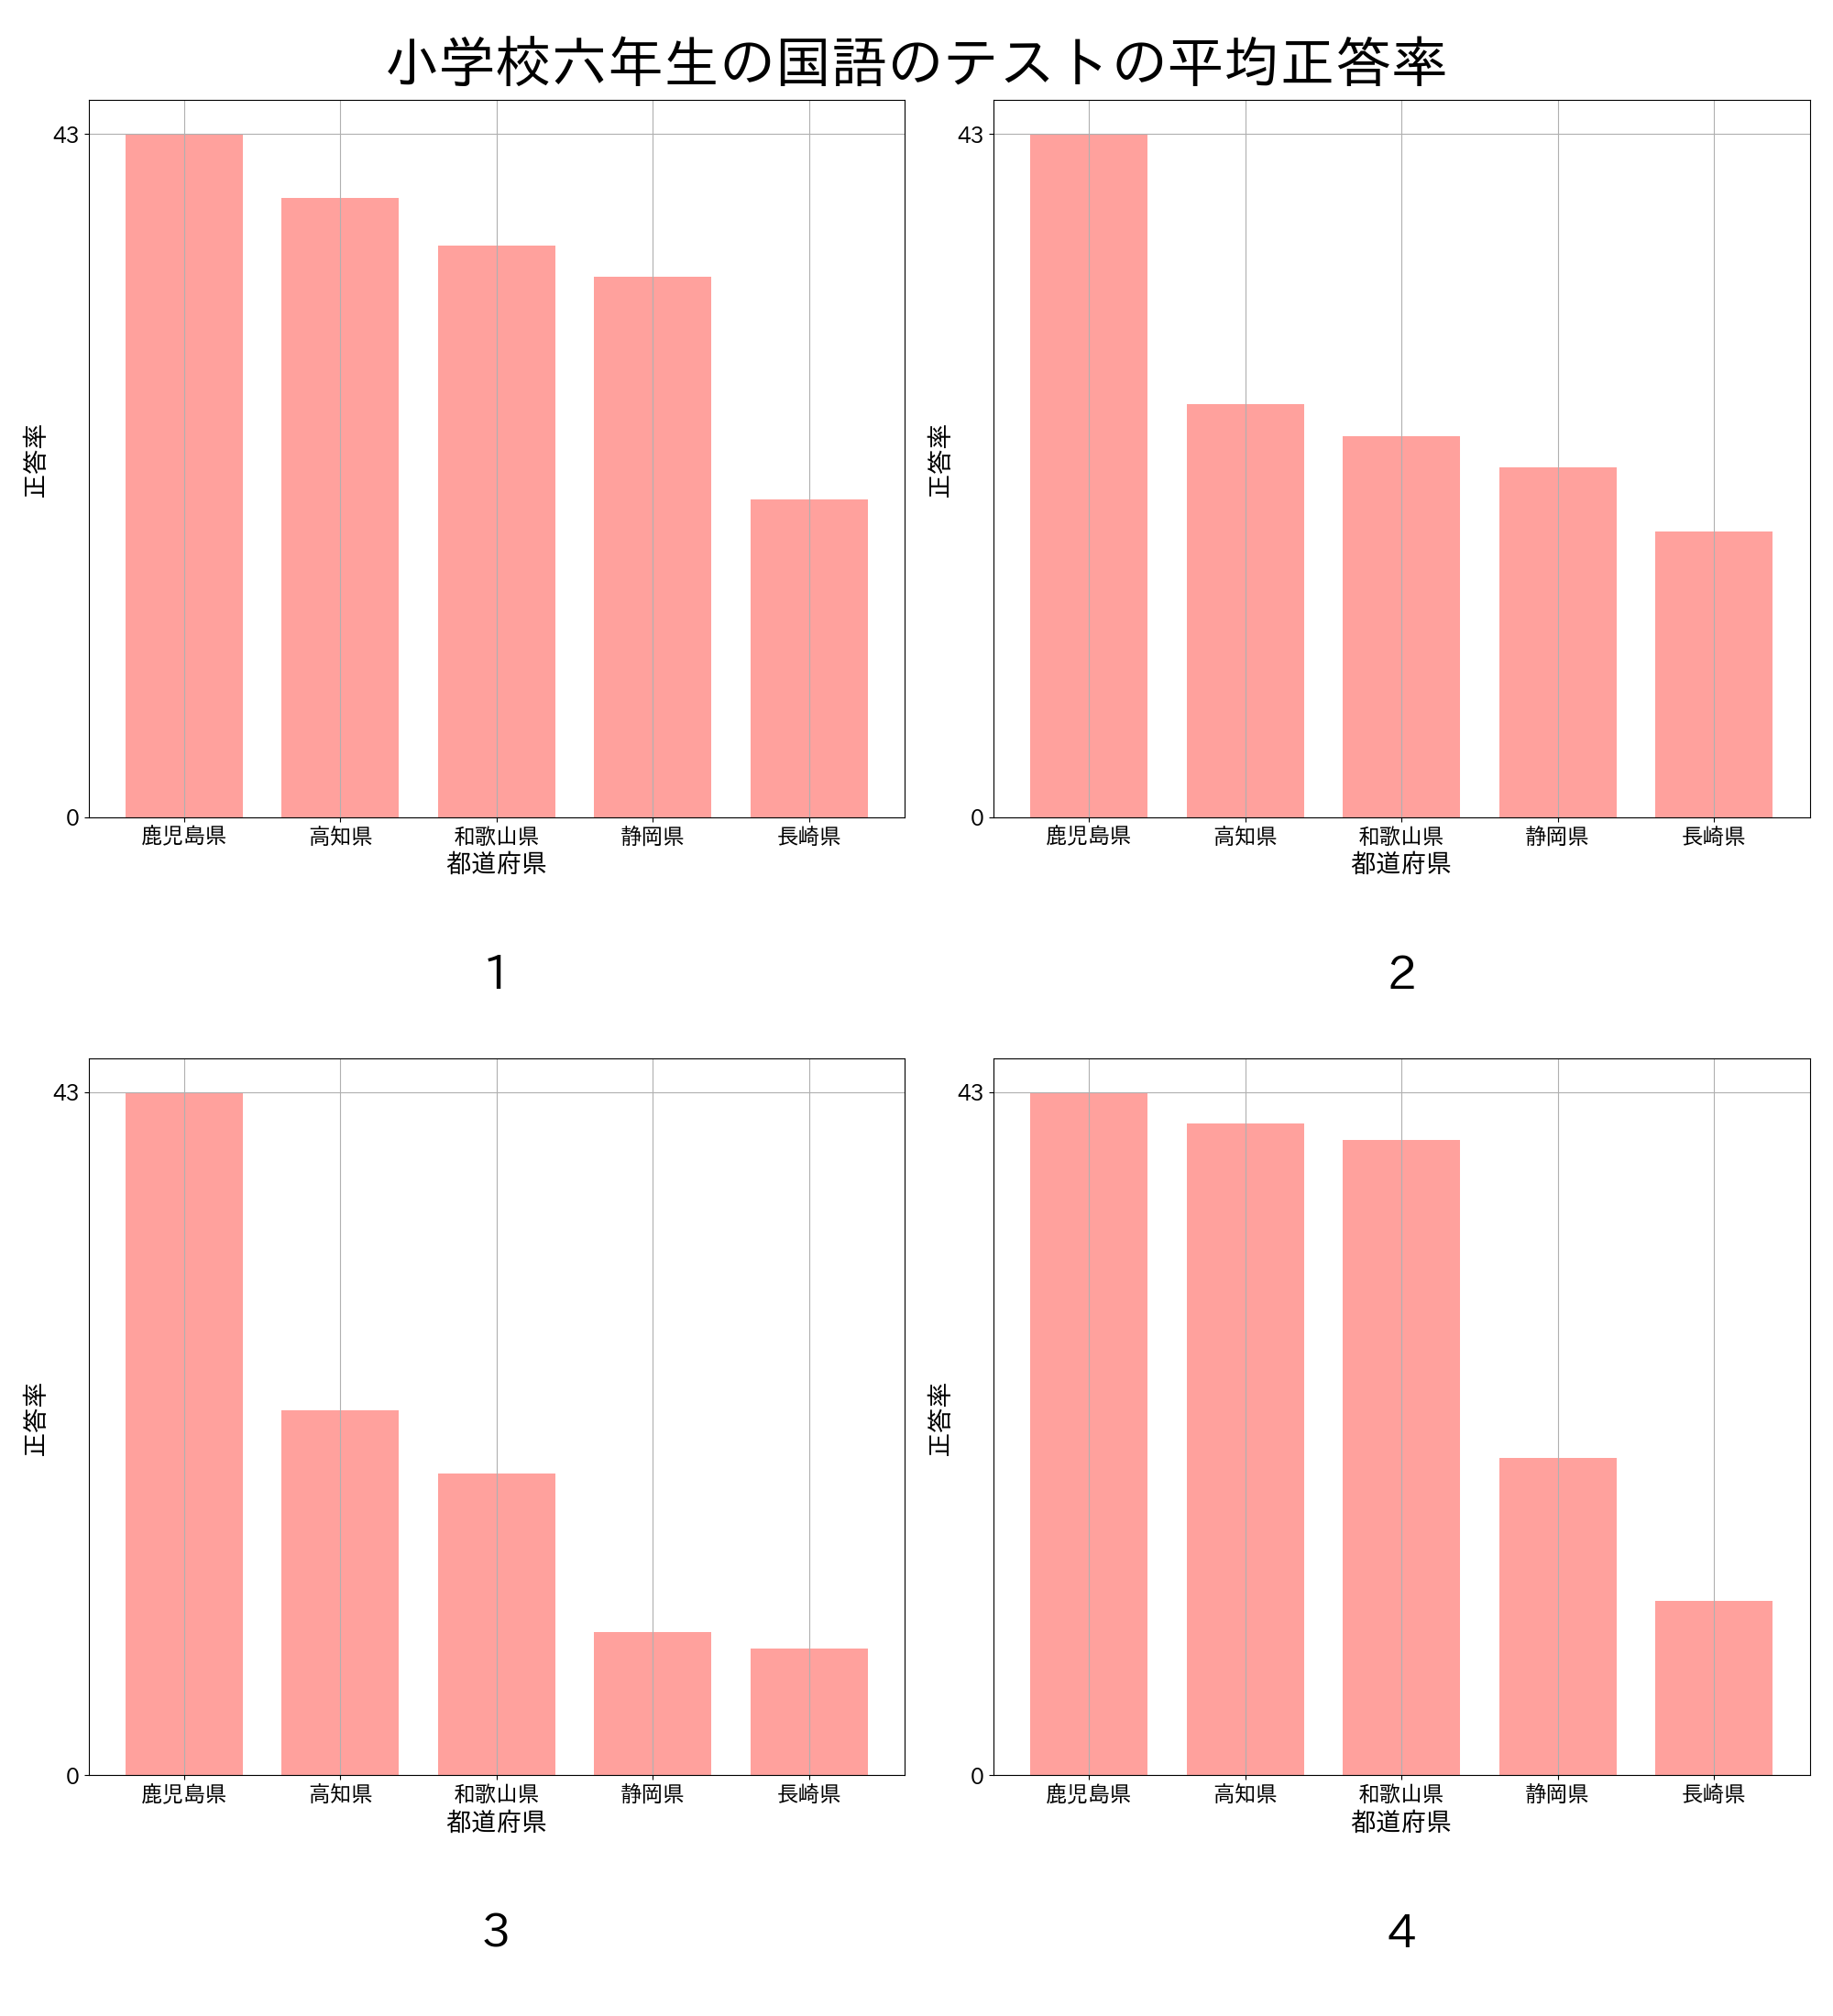 小学校六年生の国語のテストの平均正答率
43
0
正答率
鹿児島県 高知県 和歌山県 静岡県 長崎県
都道府県
1
43
0
正答率
鹿児島県 高知県 和歌山県 静岡県 長崎県
都道府県
2
43
0
正答率
鹿児島県 高知県 和歌山県 静岡県 長崎県
都道府県
3
43
0
正答率
鹿児島県 高知県 和歌山県 静岡県 長崎県
都道府県
4